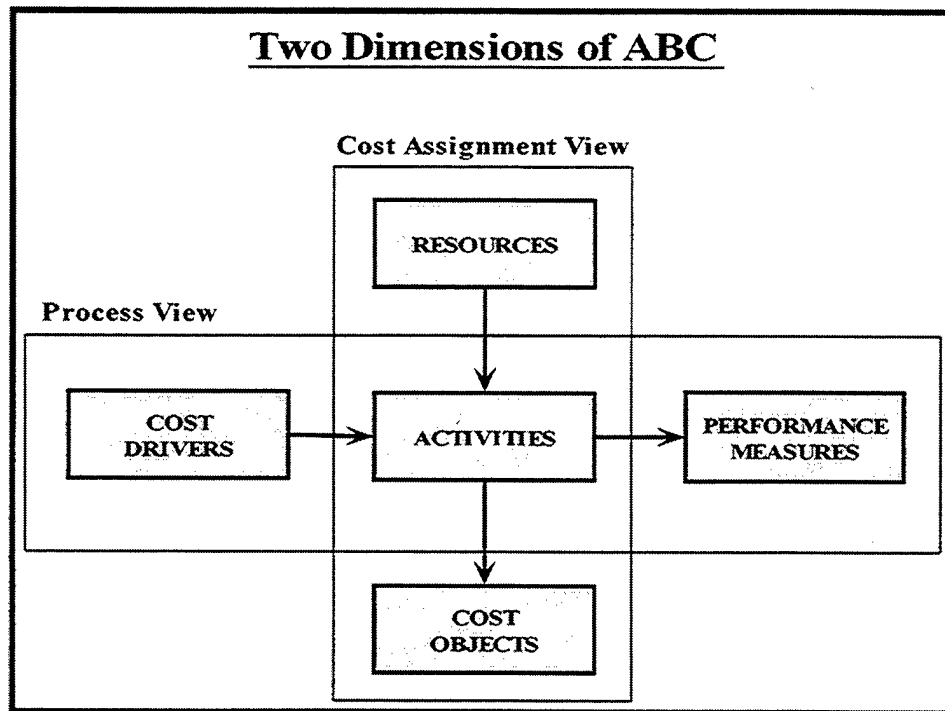 Two Dimensions of ABC
Cost Assignment View
RESOURCES
Process View
COST
DRIVERS
ACTIVITIES
PERFORMANCE
MEASURES
COST
OBJECTS